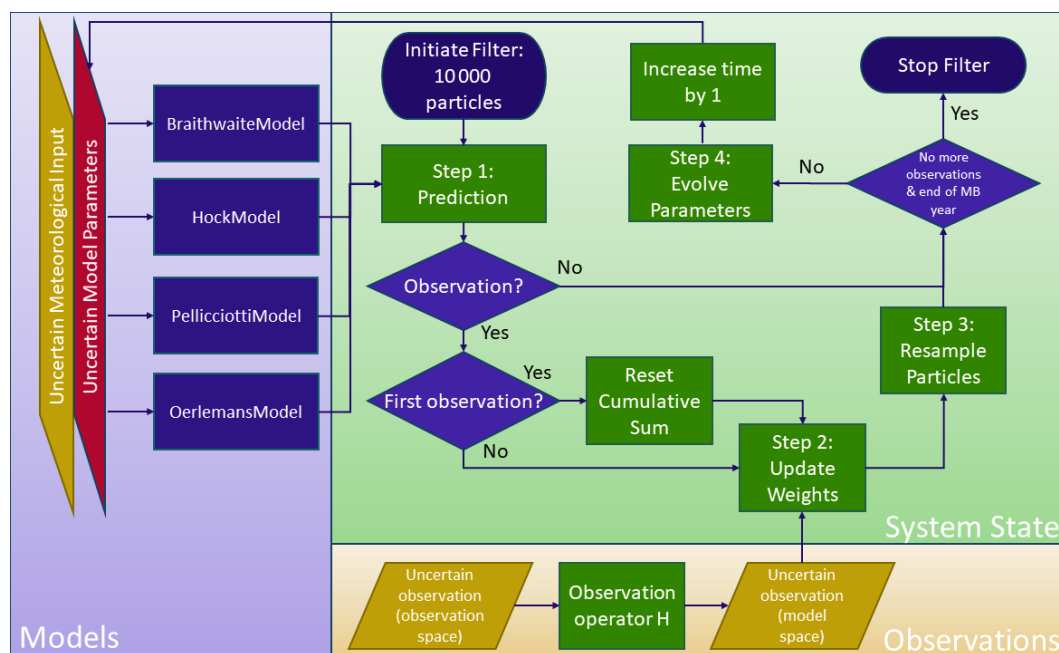 Uncertain Meteorological Input
Uncertain Model Parameters
BraithwaiteModel
HockModel
PellicciottiModel
OerlemansModel
Models
Initiate Filter:
10 000
particles
Step 1:
Prediction
Observation?
No
Yes
First observation?
Yes
No
Reset
Cumulative
Sum
Step 2:
Update
Weights
Step 3:
Resample
Particles
No more
observations
& end of MB
year
Yes
Stop Filter
No
Step 4:
Evolve
Parameters
Increase time
by 1
System State
Uncertain
observation
(observation
space)
Observation
operator H
Uncertain
observation
(model
space)
Observations